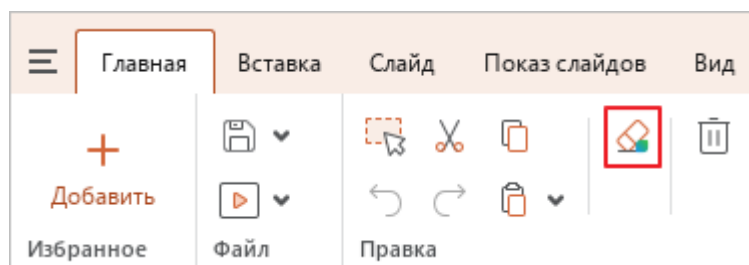 Главная Вставка Слайд Показ слайдов Вид
Добавить
Избранное Файл Правка